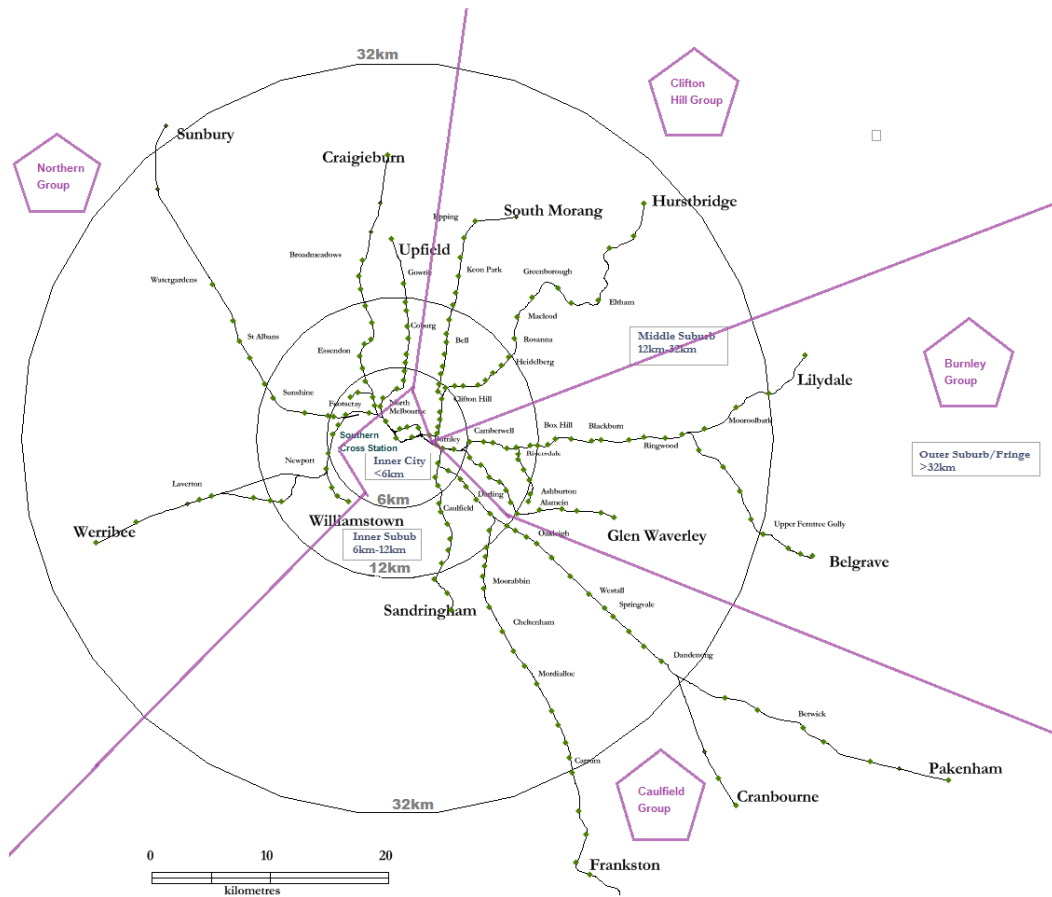 32km
Clifton
Hill Group
Sunbury
Craigieburn
Northern
Group
Hurstbridge
South Morang
Epping
Upfield
Broadmeadows
Keon Park
Greenborough
Gowrie
Watergardens
Eltham
Macleod
Coburg
Middle Suburb
12km-32km
St Albans
Bell
Rosanna
Essendon
Heidelberg
Burnley
Group
Lilydale
Sunshine
Footscray
North
Melbourne
Clifton Hill
Mooroolbark
Camberwell
Box Hill
Blackburn
Southern
Cross Station
Burnley
Ringwood
Riversdale
Inner City
<6km
Outer Suburb/Fringe
>32km
Newport
Laverton
Darling
Ashburton
Alamein
6km
Caulfield
Williamstown
Werribee
Oakleigh
Glen Waverley
Upper Ferntree Gully
Inner Subub
6km-12km
Belgrave
12km
Moorabbin
Westall
Springvale
Sandringham
Cheltenham
Dandenong
Mordialloc
Berwick
Carrum
Pakenham
Caulfield
Group
Cranbourne
32km
0 10 20
kilometres
Frankston